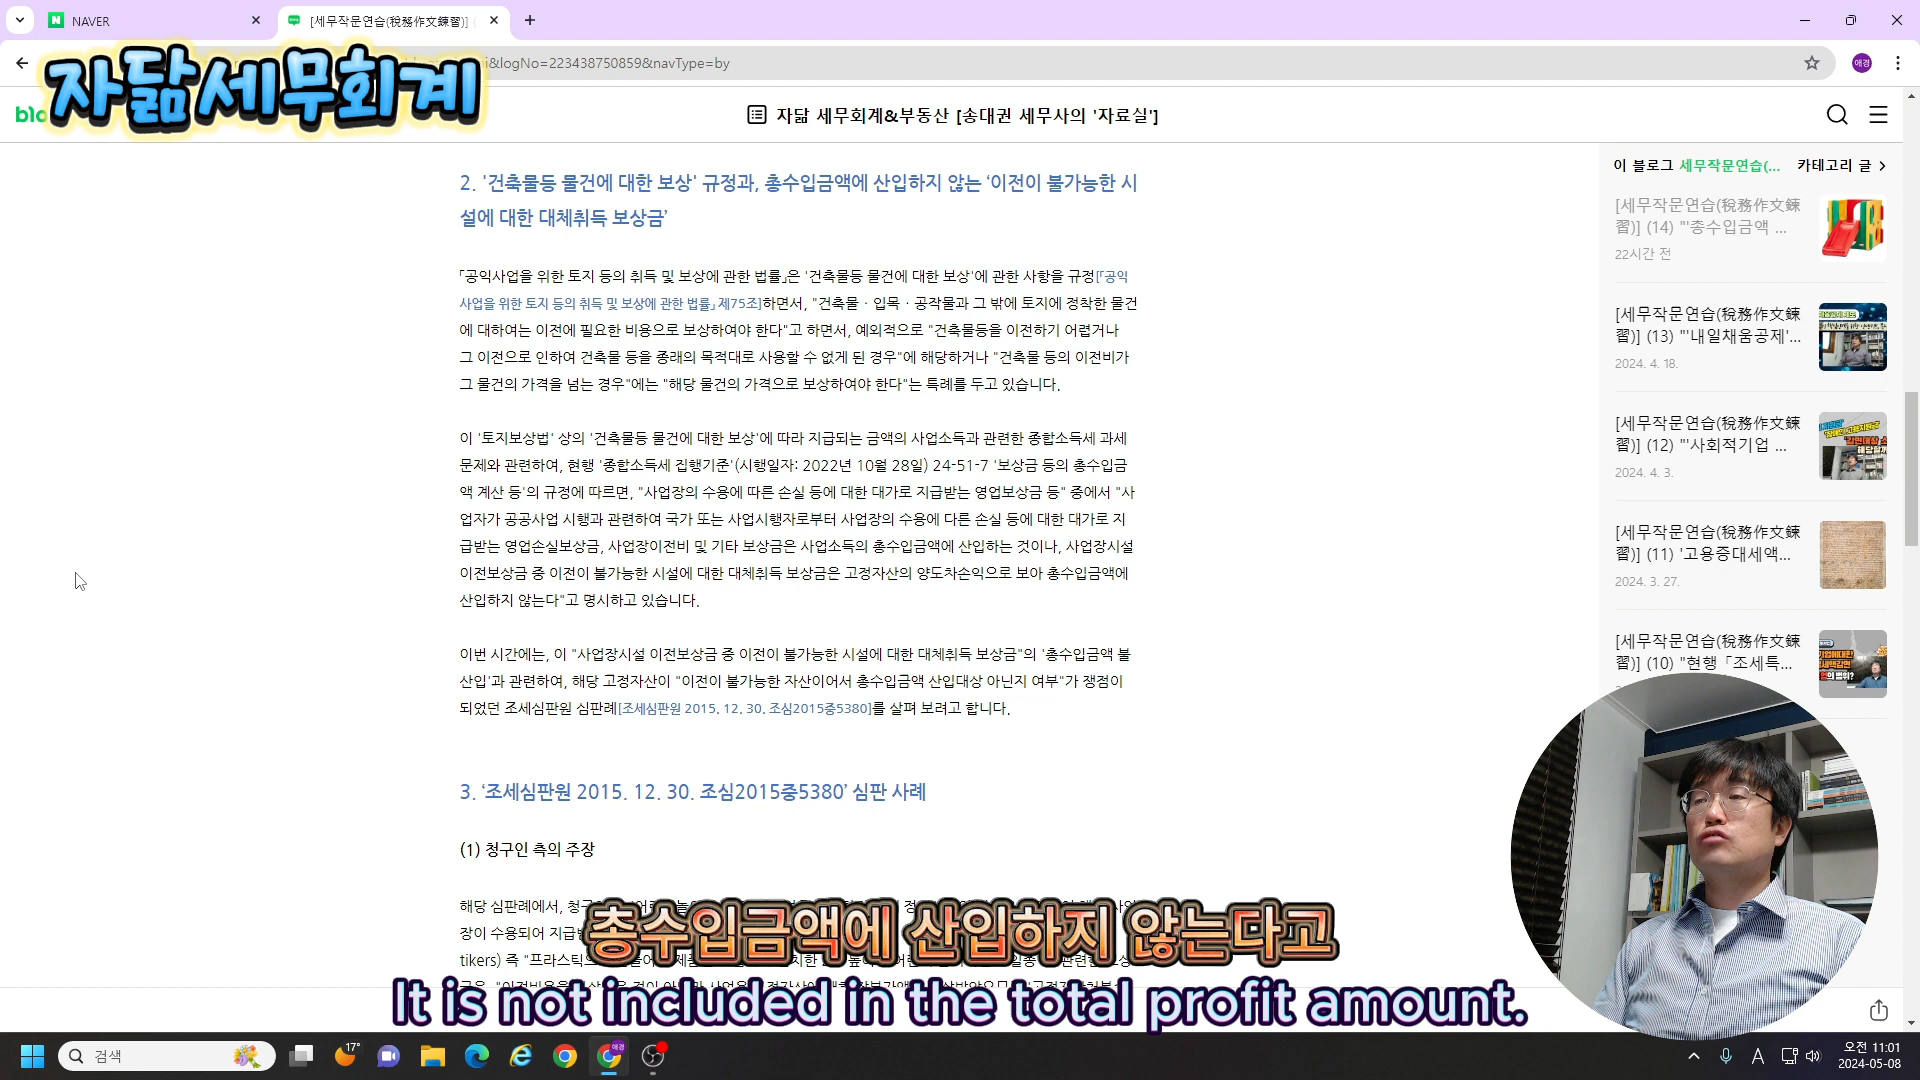 NAVER
[세무작문연습(稅務作文練習)]
자닮세무회계
&logNo=223438750859&navType=by
애경
자닮 세무회계&부동산 [송대권 세무사의 '자료실']
2. '건축물등 물건에 대한 보상' 규정과, 총수입금액에 산입하지 않는 ‘이전이 불가능한 시
설에 대한 대체취득 보상금’
「공익사업을 위한 토지 등의 취득 및 보상에 관한 법률」은 '건축물등 물건에 대한 보상'에 관한 사항을 규정[「공익
사업을 위한 토지 등의 취득 및 보상에 관한 법률」 제75조]하면서, "건축물ㆍ입목ㆍ공작물과 그 밖에 토지에 정착한 물건
에 대하여는 이전에 필요한 비용으로 보상하여야 한다"고 하면서, 예외적으로 "건축물등을 이전하기 어렵거나
그 이전으로 인하여 건축물 등을 종래의 목적대로 사용할 수 없게 된 경우"에 해당하거나 "건축물 등의 이전비가
그 물건의 가격을 넘는 경우"에는 "해당 물건의 가격으로 보상하여야 한다"는 특례를 두고 있습니다.
이 '토지보상법' 상의 '건축물등 물건에 대한 보상'에 따라 지급되는 금액의 사업소득과 관련한 종합소득세 과세
문제와 관련하여, 현행 '종합소득세 집행기준'(시행일자: 2022년 10월 28일) 24-51-7 '보상금 등의 총수입금
액 계산 등'의 규정에 따르면, "사업장의 수용에 따른 손실 등에 대한 대가로 지급받는 영업보상금 등" 중에서 "사
업자가 공공사업 시행과 관련하여 국가 또는 사업시행자로부터 사업장의 수용에 다른 손실 등에 대한 대가로 지
급받는 영업손실보상금, 사업장이전비 및 기타 보상금은 사업소득의 총수입금액에 산입하는 것이나, 사업장시설
이전보상금 중 이전이 불가능한 시설에 대한 대체취득 보상금은 고정자산의 양도차손익으로 보아 총수입금액에
산입하지 않는다"고 명시하고 있습니다.
이번 시간에는, 이 "사업장시설 이전보상금 중 이전이 불가능한 시설에 대한 대체취득 보상금"의 '총수입금액 불
산입'과 관련하여, 해당 고정자산이 "이전이 불가능한 자산이어서 총수입금액 산입대상 아닌지 여부"가 쟁점이
되었던 조세심판원 심판례[조세심판원 2015. 12. 30. 조심2015중5380]를 살펴 보려고 합니다.
3. ‘조세심판원 2015. 12. 30. 조심2015중5380’ 심판 사례
(1) 청구인 측의 주장
해당 심판례에서, 청구
장이 수용되어 지급받
tikers) 즉 "프라스틱으
총수입금액에 산입하지 않는다고
It is not included in the total profit amount.
이 블로그 세무작문연습(... 카테고리 글
[세무작문연습(稅務作文練
習)] (14) "'총수입금액 ...
22시간 전
[세무작문연습(稅務作文練
習)] (13) "'내일채움공제'...
2024. 4. 18.
[세무작문연습(稅務作文練
習)] (12) "'사회적기업 ...
2024. 4. 3.
[세무작문연습(稅務作文練
習)] (11) '고용증대세액...
2024. 3. 27.
[세무작문연습(稅務作文練
習)] (10) "현행 「조세특...
검색
17°
A
오전 11:01
2024-05-08